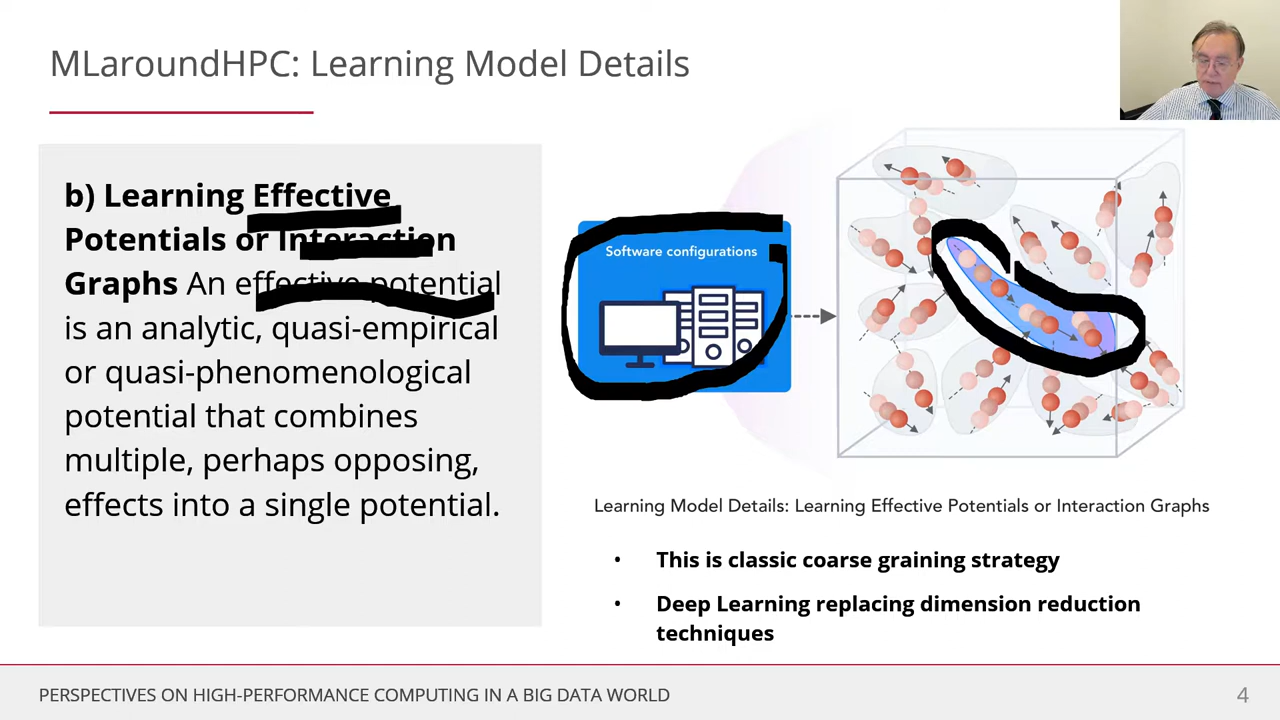 MLaroundHPC: Learning Model Details
b) Learning Effective
Potentials or Interaction
Graphs An effective potential
is an analytic, quasi-empirical
or quasi-phenomenological
potential that combines
multiple, perhaps opposing,
effects into a single potential.
Software configurations
Learning Model Details: Learning Effective Potentials or Interaction Graphs
• This is classic coarse graining strategy
• Deep Learning replacing dimension reduction
techniques
PERSPECTIVES ON HIGH-PERFORMANCE COMPUTING IN A BIG DATA WORLD
4